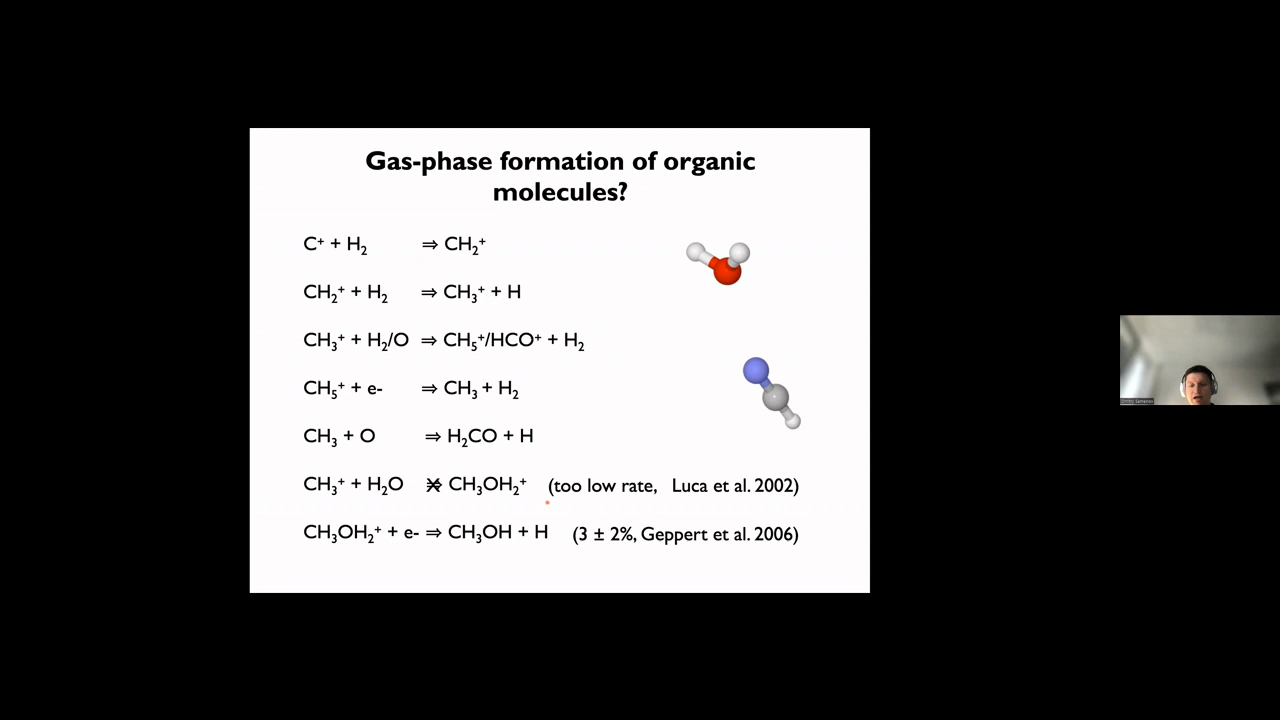 Gas-phase formation of organic
molecules?
C⁺ + H₂ ⇒ CH₂⁺
CH₂⁺ + H₂ ⇒ CH₃⁺ + H
CH₃⁺ + H₂/O ⇒ CH₅⁺/HCO⁺ + H₂
CH₅⁺ + e- ⇒ CH₃ + H₂
CH₃ + O ⇒ H₂CO + H
CH₃⁺ + H₂O ⇏ CH₃OH₂⁺ (too low rate, Luca et al. 2002)
CH₃OH₂⁺ + e- ⇒ CH₃OH + H (3 ± 2%, Geppert et al. 2006)